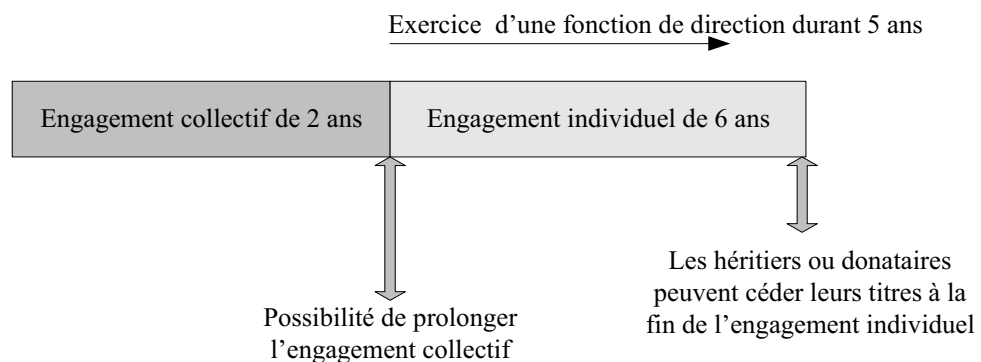 Exercice d’une fonction de direction durant 5 ans
Engagement collectif de 2 ans
Engagement individuel de 6 ans
Possibilité de prolonger
l’engagement collectif
Les héritiers ou donataires
peuvent céder leurs titres à la
fin de l’engagement individuel